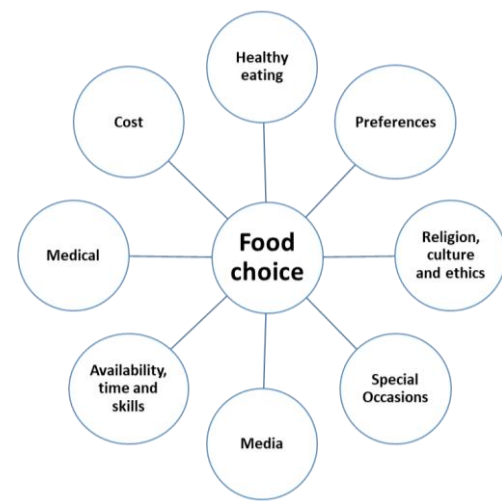 Healthy
eating
Preferences
Religion,
culture
and ethics
Special
Occasions
Media
Availability,
time and
skills
Medical
Cost
Food
choice